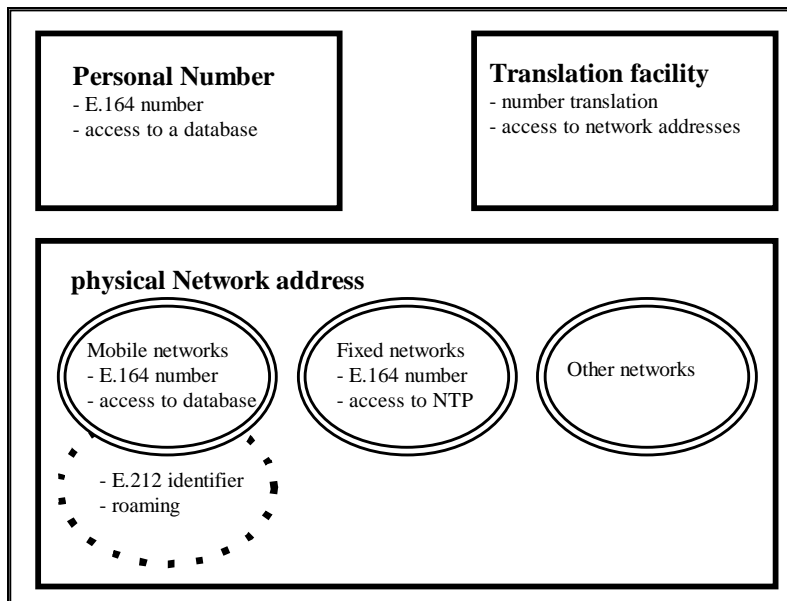 Personal Number
- E.164 number
- access to a database
Translation facility
- number translation
- access to network addresses
physical Network address
Mobile networks
- E.164 number
- access to database
Fixed networks
- E.164 number
- access to NTP
Other networks
- E.212 identifier
- roaming